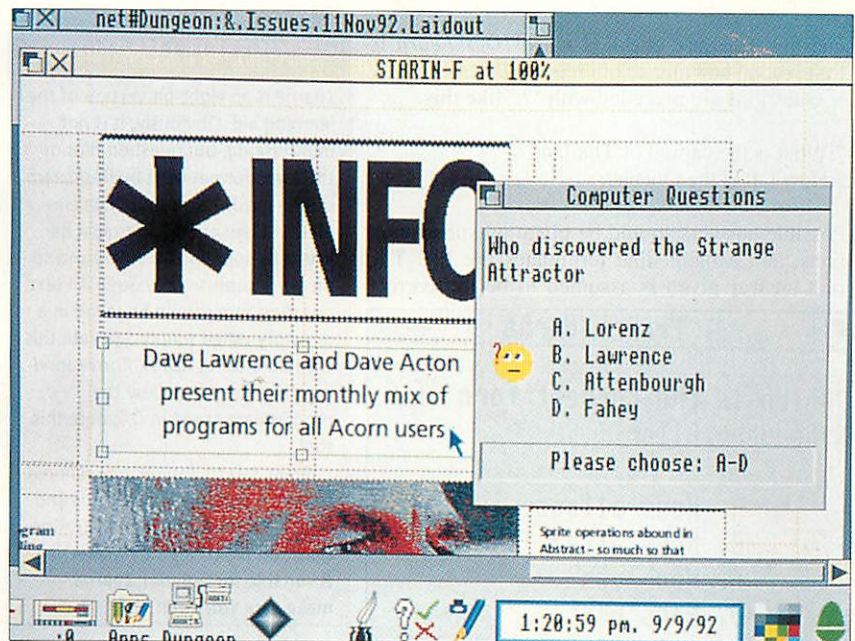 net#Dungeon:&.Issues.11Nov92.Laidout
STARIN-F at 100%
*INFO
Dave Lawrence and Dave Acton
present their monthly mix of
programs for all Acorn users
Computer Questions
Who discovered the Strange
Attractor
A. Lorenz
B. Lawrence
C. Attenbourgh
D. Fahey
Please choose: A-D
Sprite operations abound in
Abstract – so much so that
:0 Apps Dungeon
1:20:59 pm, 9/9/92